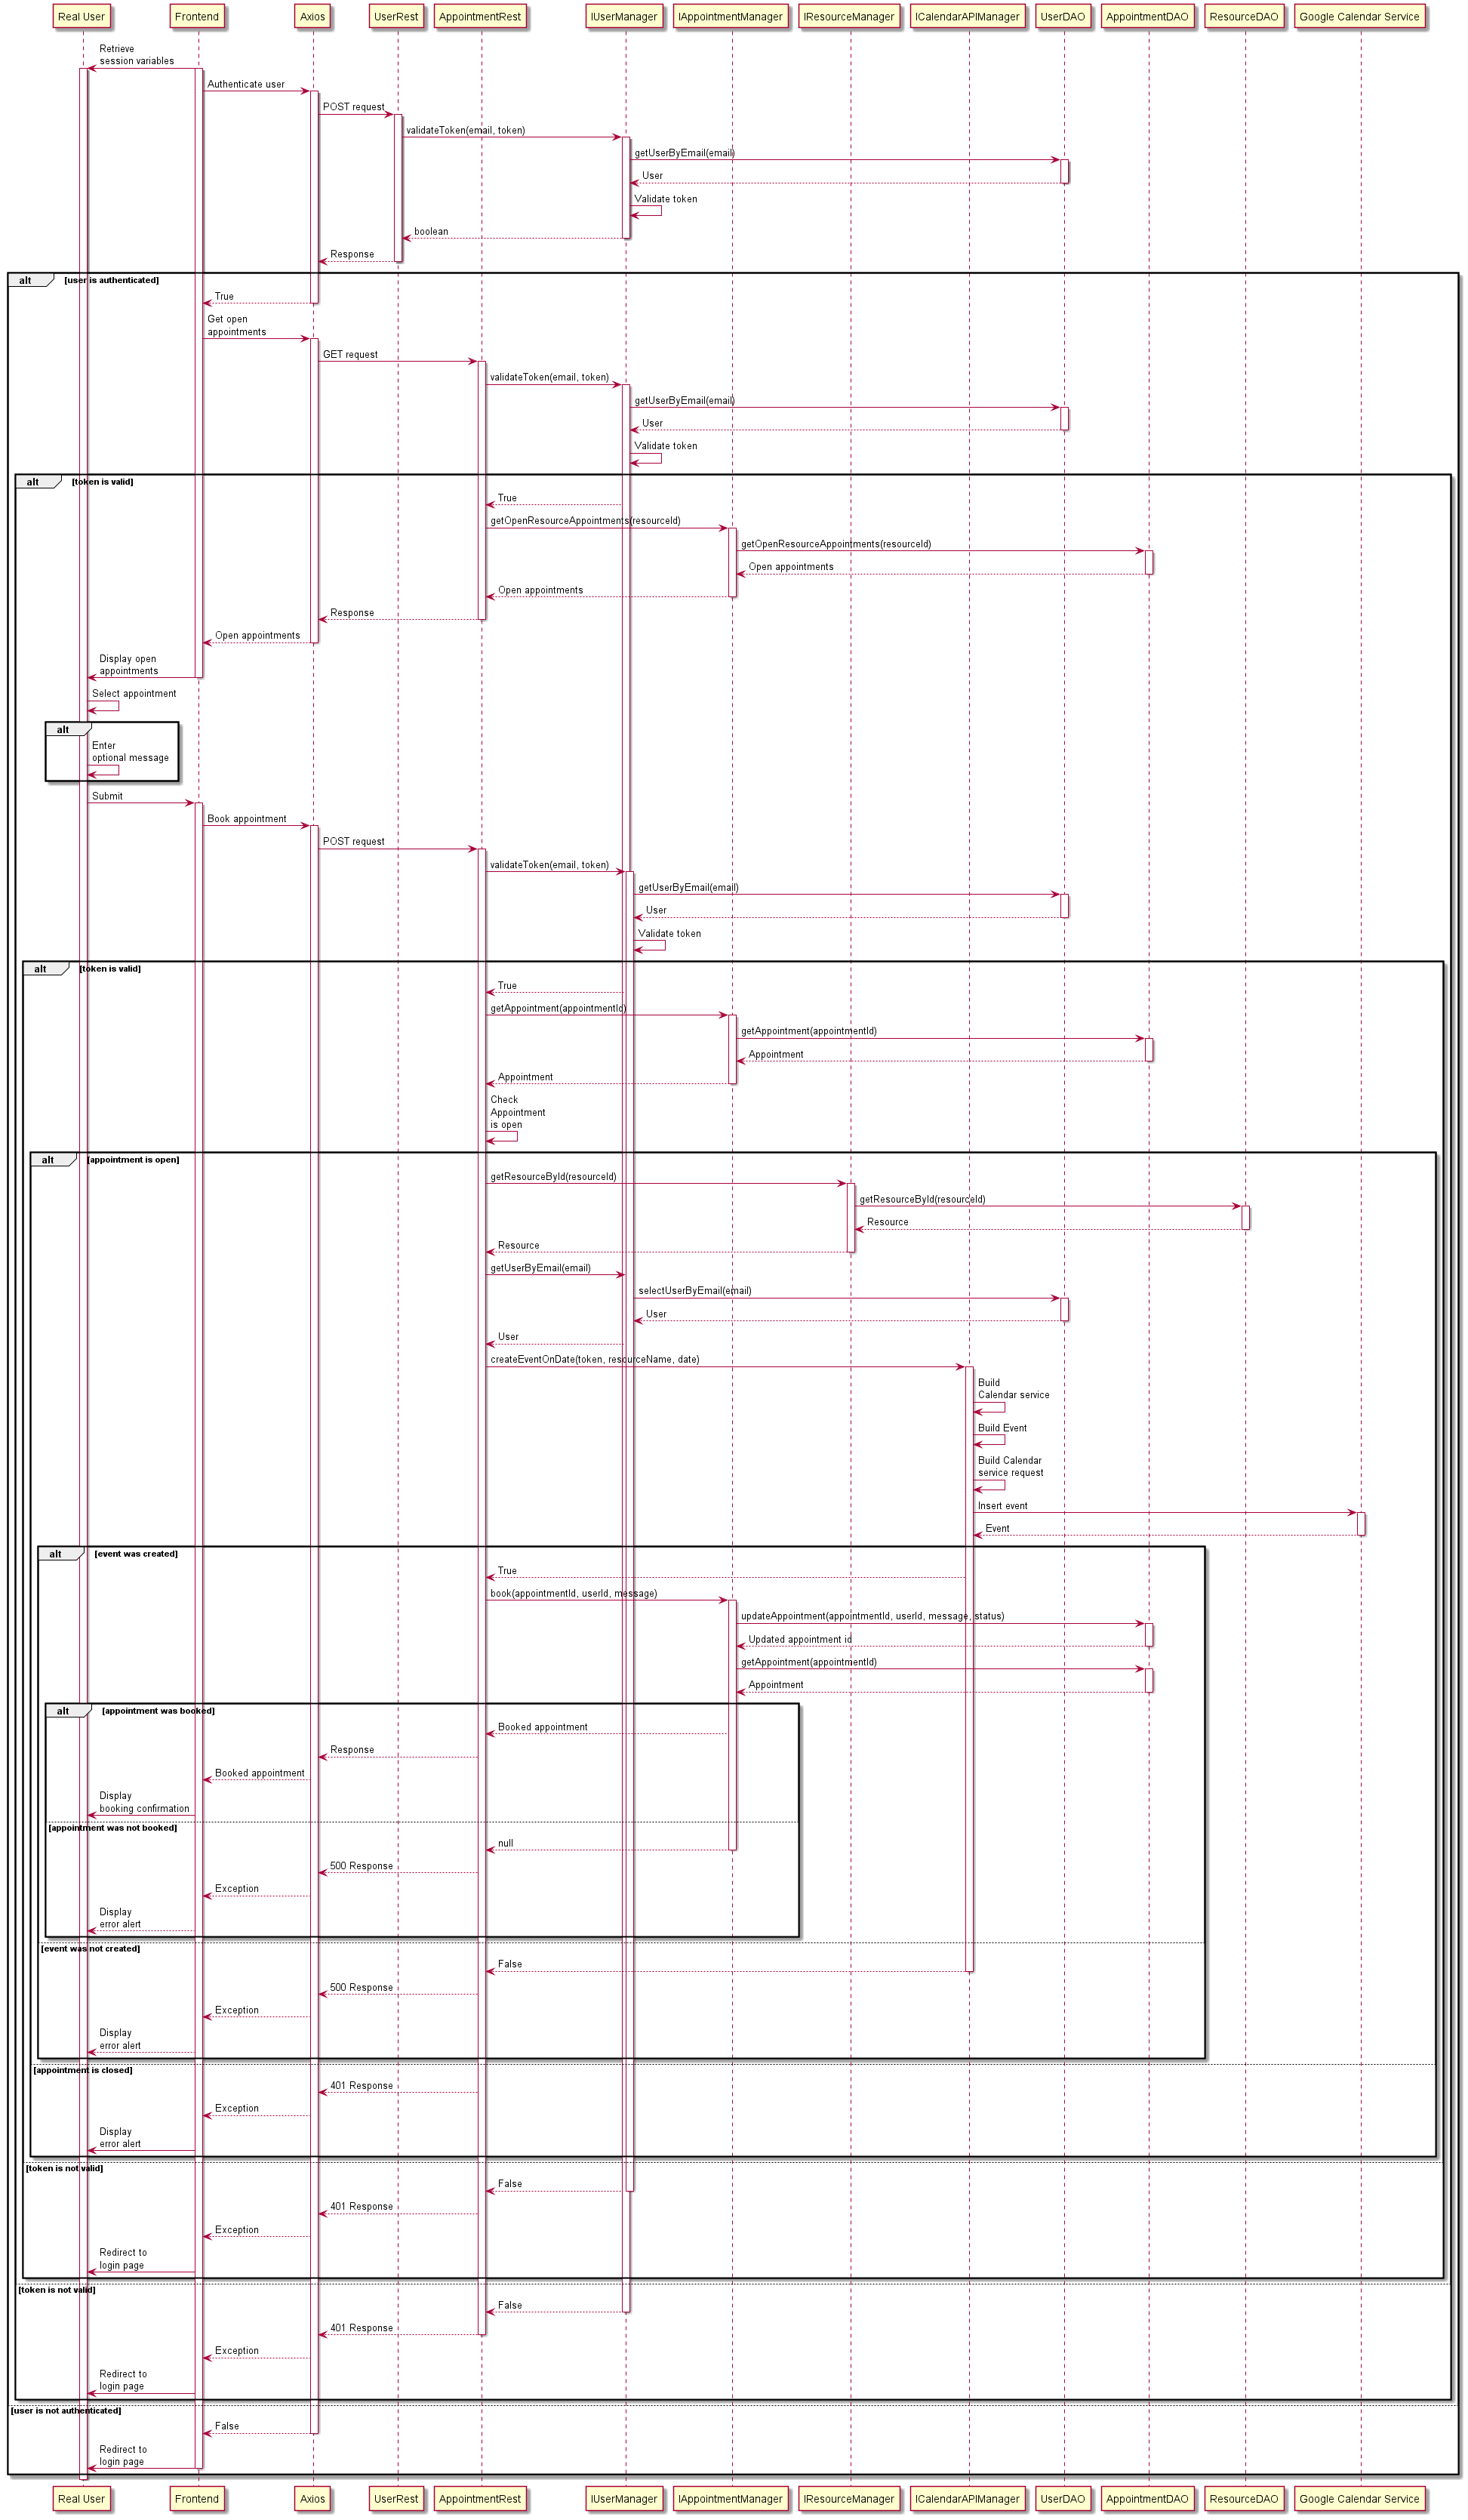 Real User
Frontend
Axios
UserRest
AppointmentRest
IUserManager
IAppointmentManager
IResourceManager
ICalendarAPIManager
UserDAO
AppointmentDAO
ResourceDAO
Google Calendar Service
Retrieve
session variables
Authenticate user
POST request
validateToken(email, token)
getUserByEmail(email)
User
Validate token
boolean
Response
alt
[user is authenticated]
True
Get open
appointments
GET request
validateToken(email, token)
getUserByEmail(email)
User
Validate token
alt
[token is valid]
True
getOpenResourceAppointments(resourceId)
getOpenResourceAppointments(resourceId)
Open appointments
Open appointments
Response
Open appointments
Display open
appointments
Select appointment
alt
Enter
optional message
Submit
Book appointment
POST request
validateToken(email, token)
getUserByEmail(email)
User
Validate token
alt
[token is valid]
True
getAppointment(appointmentId)
getAppointment(appointmentId)
Appointment
Appointment
Check
Appointment
is open
alt
[appointment is open]
getResourceById(resourceId)
getResourceById(resourceId)
Resource
Resource
getUserByEmail(email)
selectUserByEmail(email)
User
User
createEventOnDate(token, resourceName, date)
Build
Calendar service
Build Event
Build Calendar
service request
Insert event
Event
alt
[event was created]
True
book(appointmentId, userId, message)
updateAppointment(appointmentId, userId, message, status)
Updated appointment id
getAppointment(appointmentId)
Appointment
alt
[appointment was booked]
Booked appointment
Response
Booked appointment
Display
booking confirmation
[appointment was not booked]
null
500 Response
Exception
Display
error alert
[event was not created]
False
500 Response
Exception
Display
error alert
[appointment is closed]
401 Response
Exception
Display
error alert
[token is not valid]
False
401 Response
Exception
Redirect to
login page
[token is not valid]
False
401 Response
Exception
Redirect to
login page
[user is not authenticated]
False
Redirect to
login page
Real User
Frontend
Axios
UserRest
AppointmentRest
IUserManager
IAppointmentManager
IResourceManager
ICalendarAPIManager
UserDAO
AppointmentDAO
ResourceDAO
Google Calendar Service